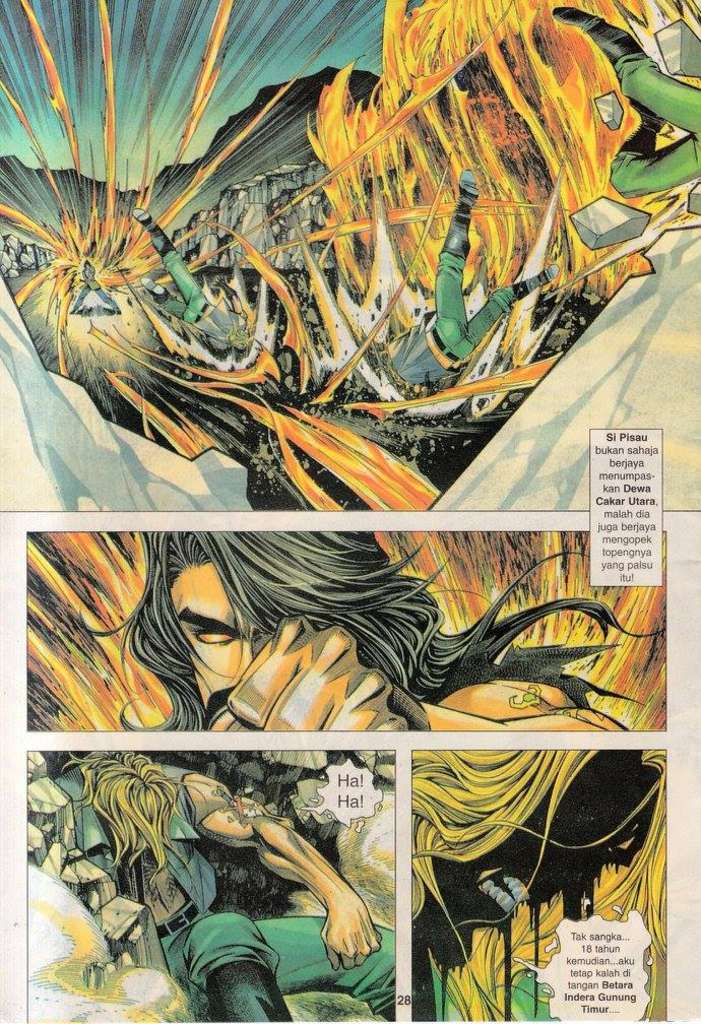 Si Pisau
bukan sahaja
berjaya
menumpas-
kan Dewa
Cakar Utara,
malah dia
juga berjaya
mengopek
topengnya
yang palsu
itu!
Ha!
Ha!
Tak sangka...
18 tahun
kemudian...aku
tetap kalah di
tangan Betara
Indera Gunung
Timur....
28